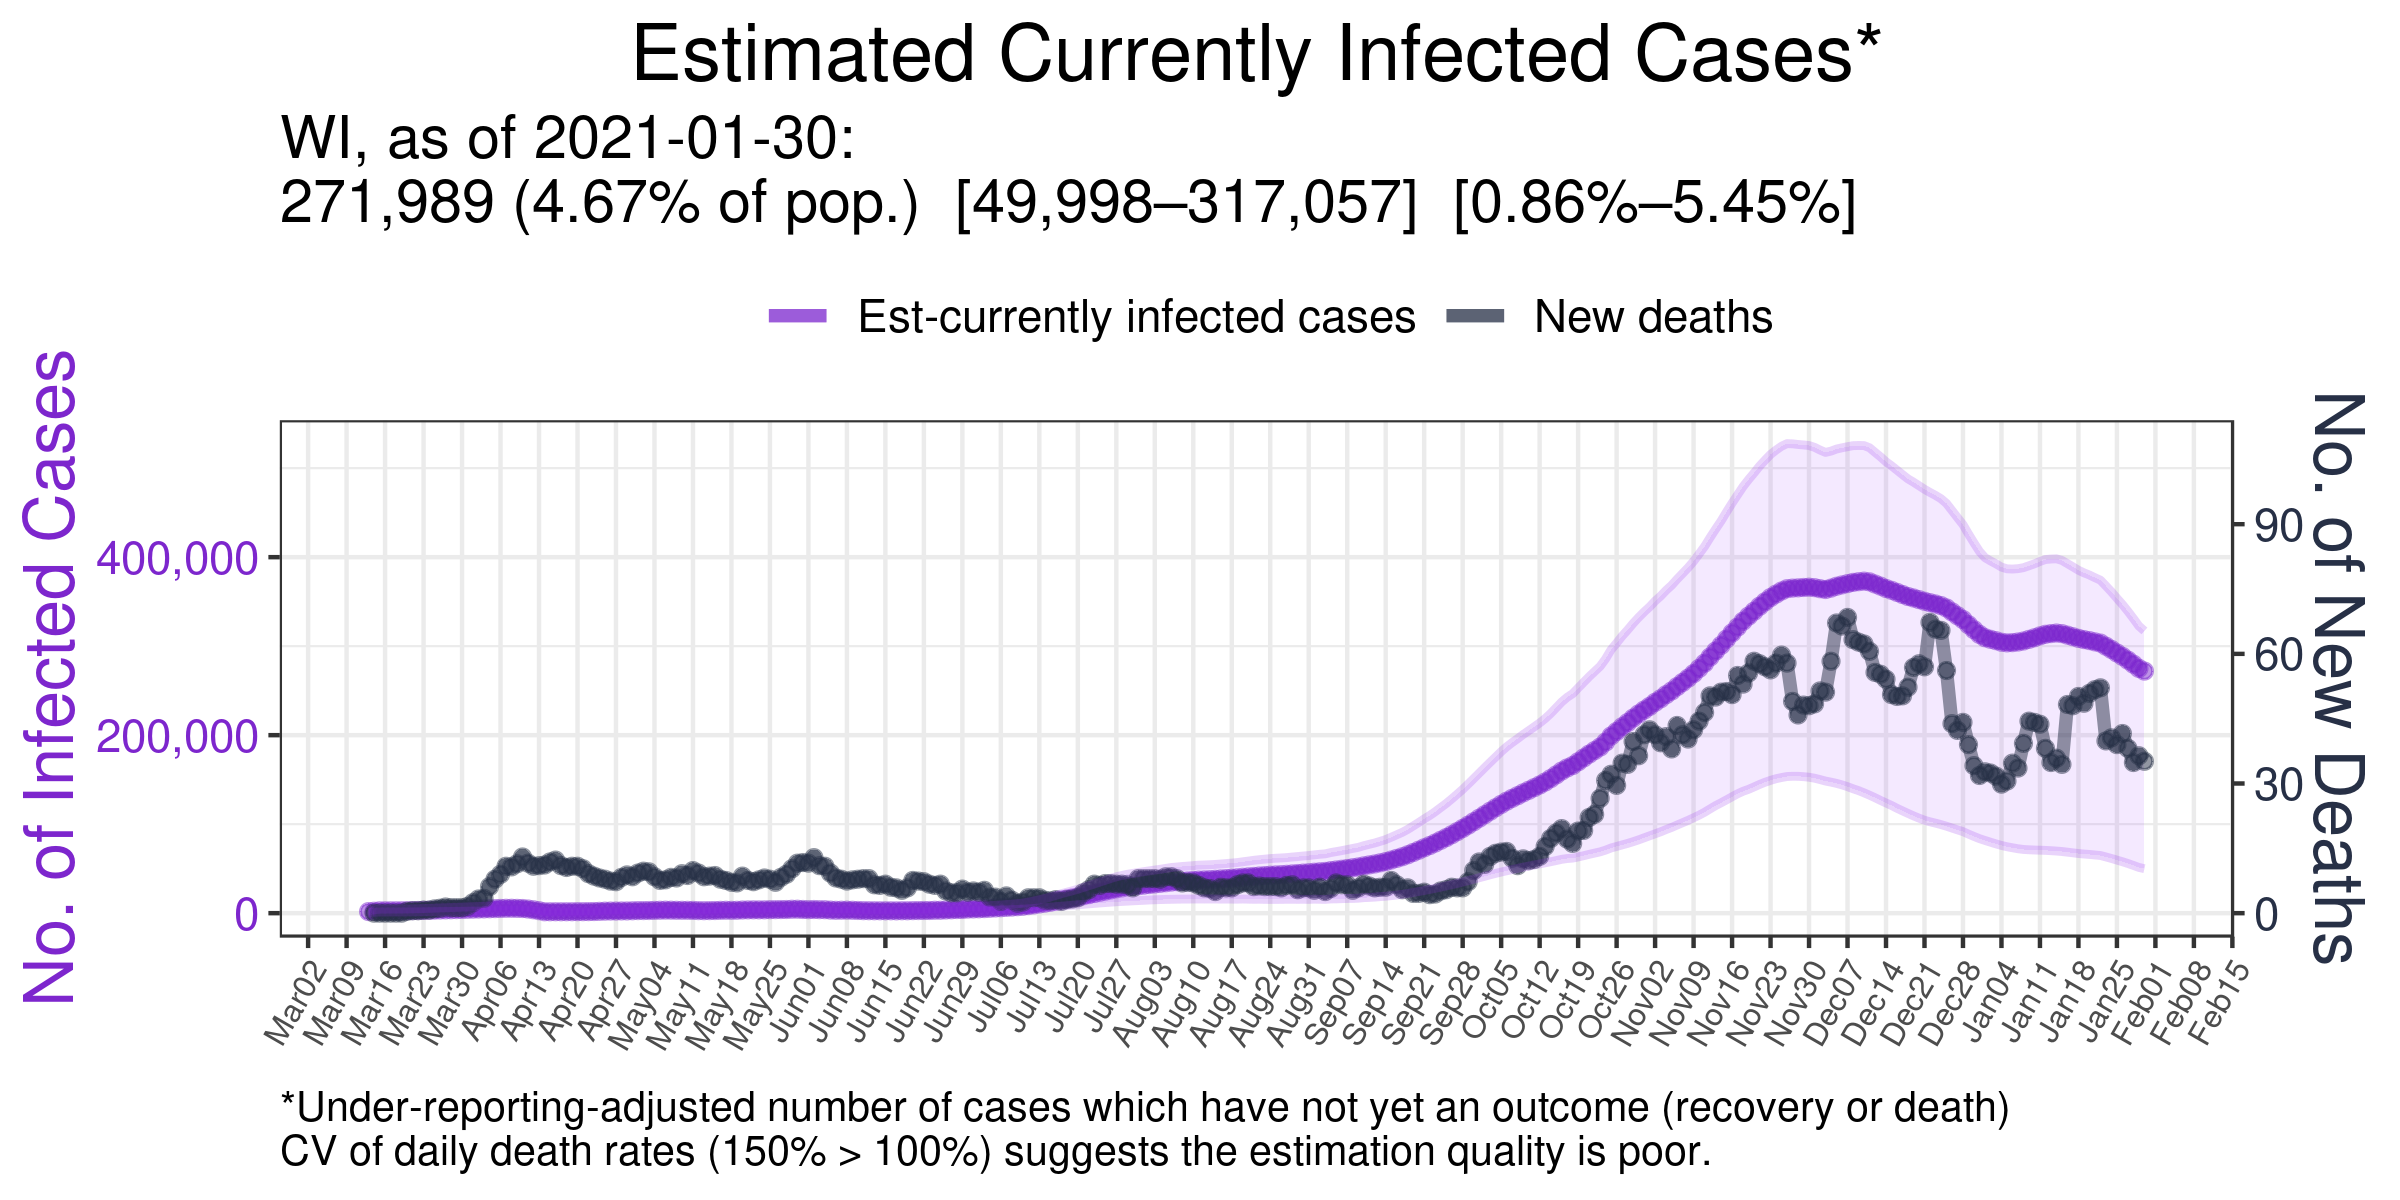 Estimated Currently Infected Cases*
WI, as of 2021-01-30:
271,989 (4.67% of pop.)  [49,998–317,057]  [0.86%–5.45%]
Est-currently infected cases
New deaths
No. of Infected Cases
400,000
200,000
0
No. of New Deaths
90
60
30
0
Mar02
Mar09
Mar16
Mar23
Mar30
Apr06
Apr13
Apr20
Apr27
May04
May11
May18
May25
Jun01
Jun08
Jun15
Jun22
Jun29
Jul06
Jul13
Jul20
Jul27
Aug03
Aug10
Aug17
Aug24
Aug31
Sep07
Sep14
Sep21
Sep28
Oct05
Oct12
Oct19
Oct26
Nov02
Nov09
Nov16
Nov23
Nov30
Dec07
Dec14
Dec21
Dec28
Jan04
Jan11
Jan18
Jan25
Feb01
Feb08
Feb15
*Under-reporting-adjusted number of cases which have not yet an outcome (recovery or death)
CV of daily death rates (150% > 100%) suggests the estimation quality is poor.